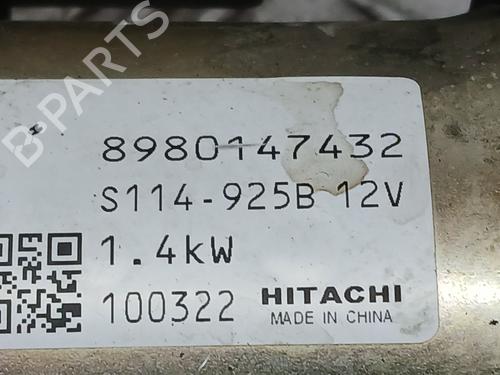 B-PARTS
8980147432
S114-925B 12V
1.4kW
100322 HITACHI
MADE IN CHINA